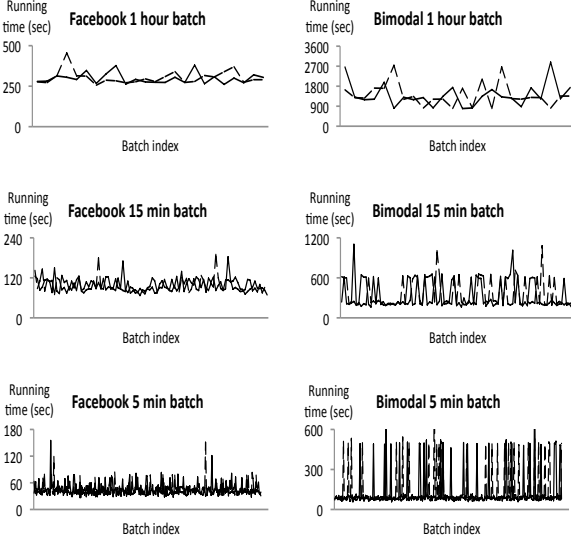 Running
time (sec)
Facebook 1 hour batch
500
250
0
Batch index
Running
time (sec)
Bimodal 1 hour batch
3600
2700
1800
900
0
Batch index
Running
time (sec)
Facebook 15 min batch
240
120
0
Batch index
Running
time (sec)
Bimodal 15 min batch
1200
600
0
Batch index
Running
time (sec)
Facebook 5 min batch
180
120
60
0
Batch index
Running
time (sec)
Bimodal 5 min batch
600
300
0
Batch index